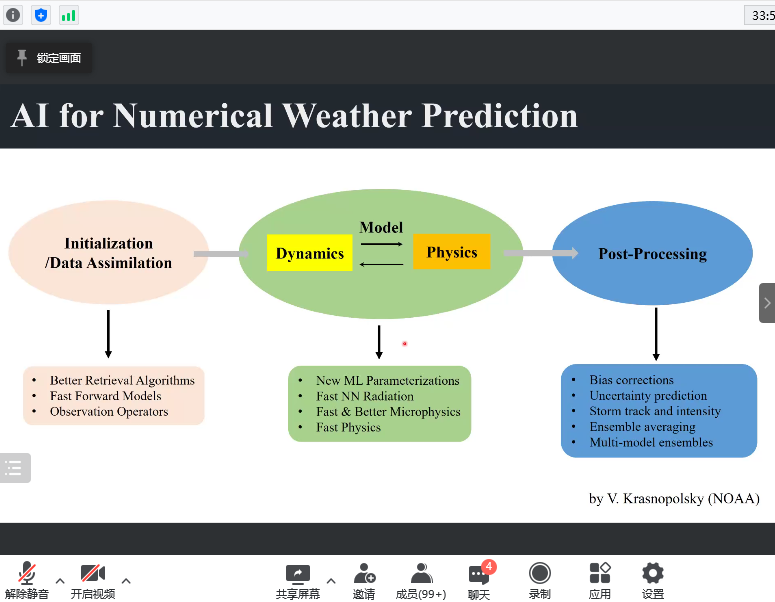 33:5
锁定画面
AI for Numerical Weather Prediction
Initialization
/Data Assimilation
Model
Dynamics
Physics
Post-Processing
• Better Retrieval Algorithms
• Fast Forward Models
• Observation Operators
• New ML Parameterizations
• Fast NN Radiation
• Fast & Better Microphysics
• Fast Physics
• Bias corrections
• Uncertainty prediction
• Storm track and intensity
• Ensemble averaging
• Multi-model ensembles
by V. Krasnopolsky (NOAA)
4
解除静音
开启视频
共享屏幕
邀请
成员(99+)
聊天
录制
应用
设置